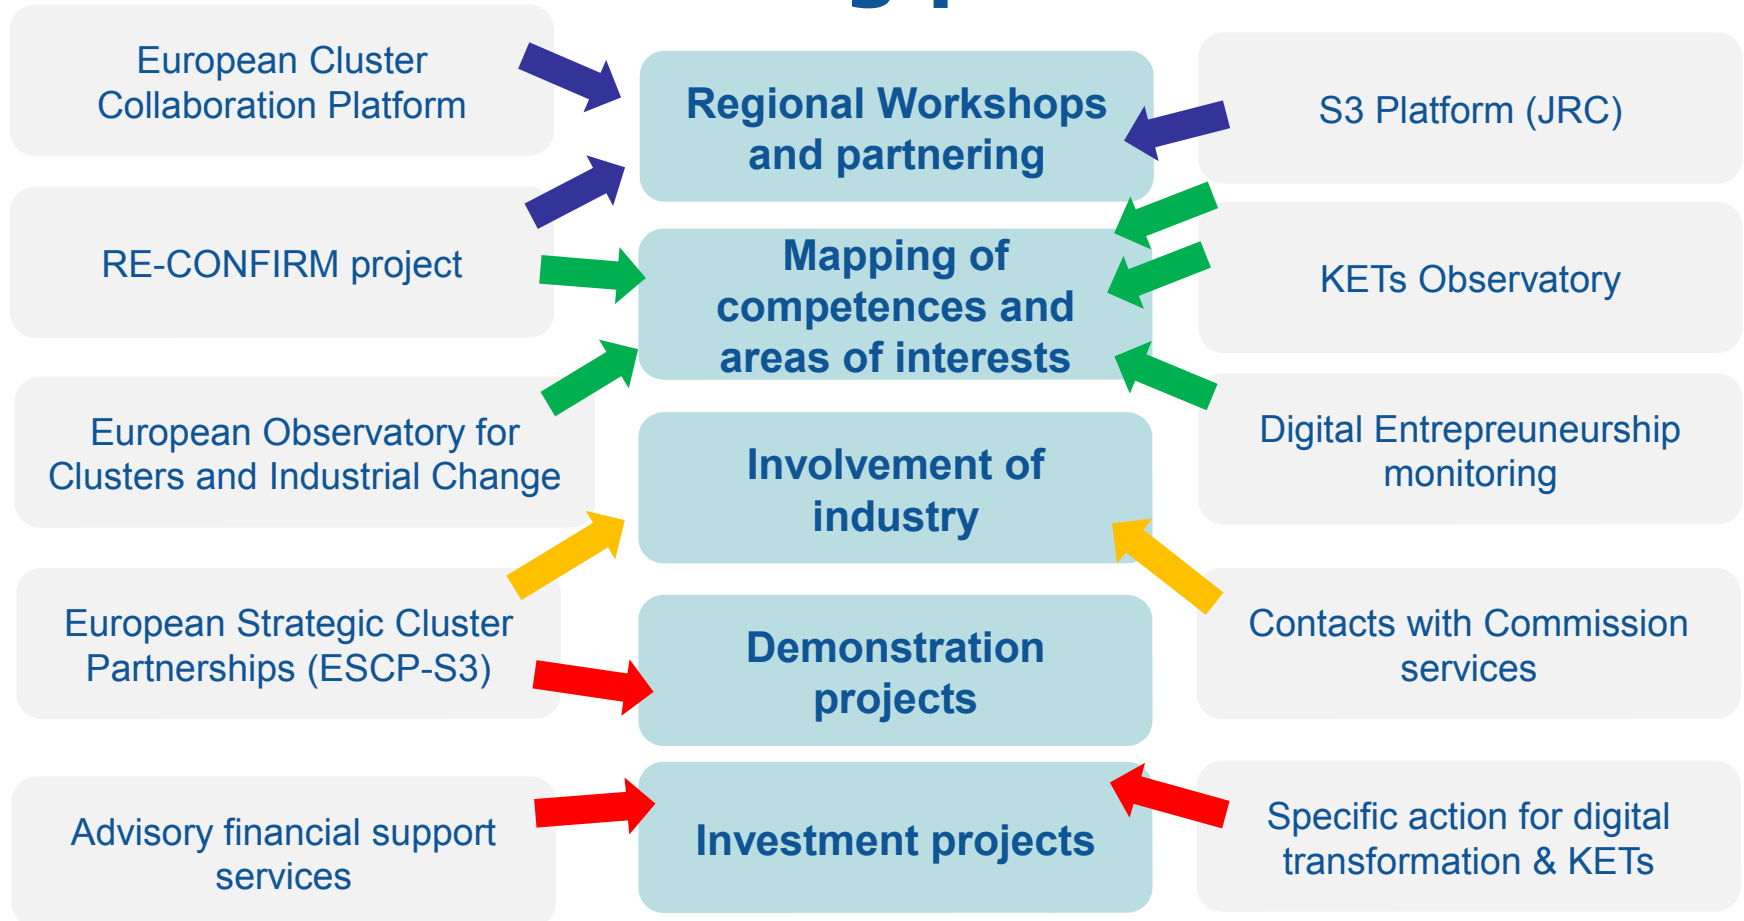 European Cluster
Collaboration Platform
RE-CONFIRM project
European Observatory for
Clusters and Industrial Change
European Strategic Cluster
Partnerships (ESCP-S3)
Advisory financial support
services
Regional Workshops
and partnering
Mapping of
competences and
areas of interests
Involvement of
industry
Demonstration
projects
Investment projects
S3 Platform (JRC)
KETs Observatory
Digital Entrepreuneurship
monitoring
Contacts with Commission
services
Specific action for digital
transformation & KETs